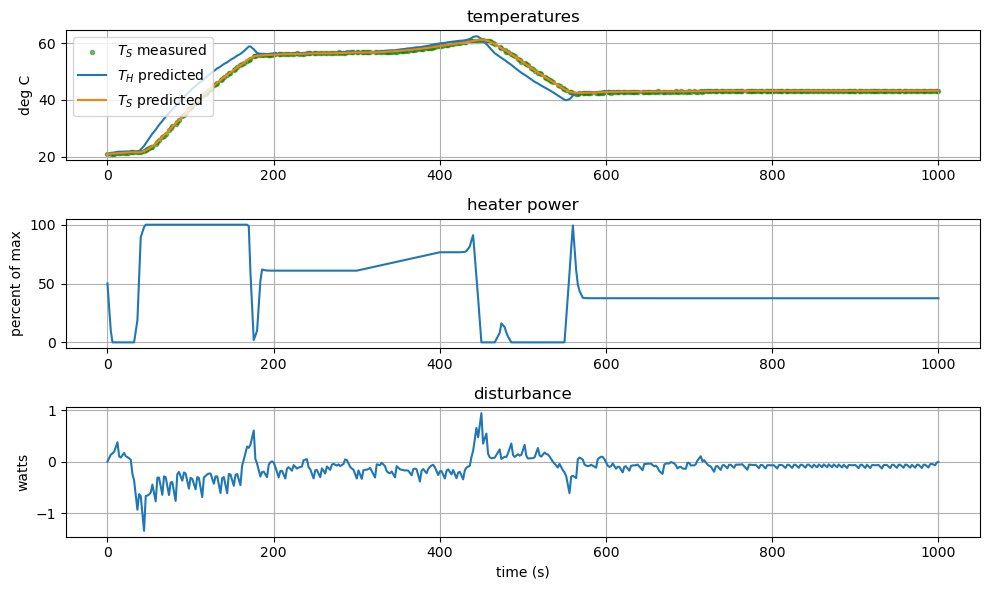 temperatures
deg C
60
40
20
T_S measured
T_H predicted
T_S predicted
0 200 400 600 800 1000
heater power
percent of max
100
50
0
0 200 400 600 800 1000
disturbance
watts
1
0
−1
0 200 400 600 800 1000
time (s)